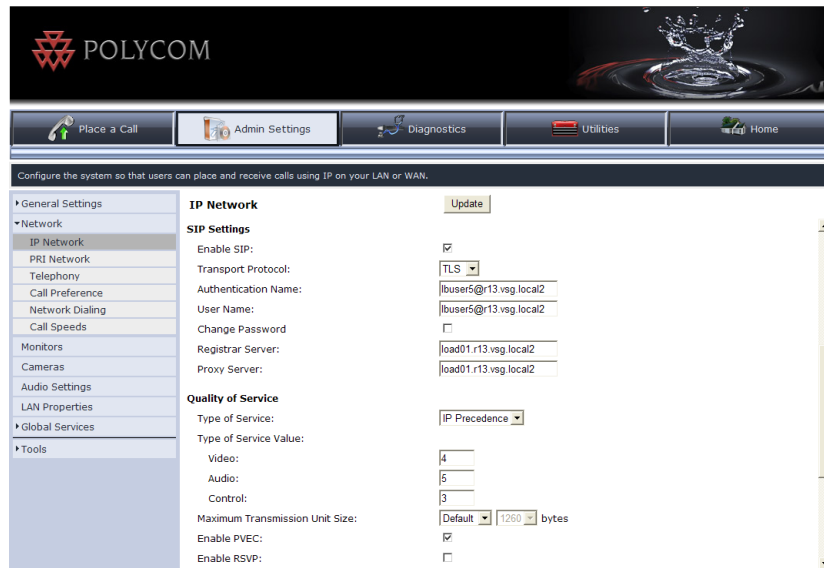 POLYCOM
Place a Call
Admin Settings
Diagnostics
Utilities
Home
Configure the system so that users can place and receive calls using IP on your LAN or WAN.
General Settings
Network
IP Network
PRI Network
Telephony
Call Preference
Network Dialing
Call Speeds
Monitors
Cameras
Audio Settings
LAN Properties
Global Services
Tools
IP Network Update
SIP Settings
Enable SIP:
Transport Protocol: TLS
Authentication Name: lbuser5@r13.vsg.local2
User Name: lbuser5@r13.vsg.local2
Change Password
Registrar Server: load01.r13.vsg.local2
Proxy Server: load01.r13.vsg.local2
Quality of Service
Type of Service: IP Precedence
Type of Service Value:
Video: 4
Audio: 5
Control: 3
Maximum Transmission Unit Size: Default 1260 bytes
Enable PVEC:
Enable RSVP: